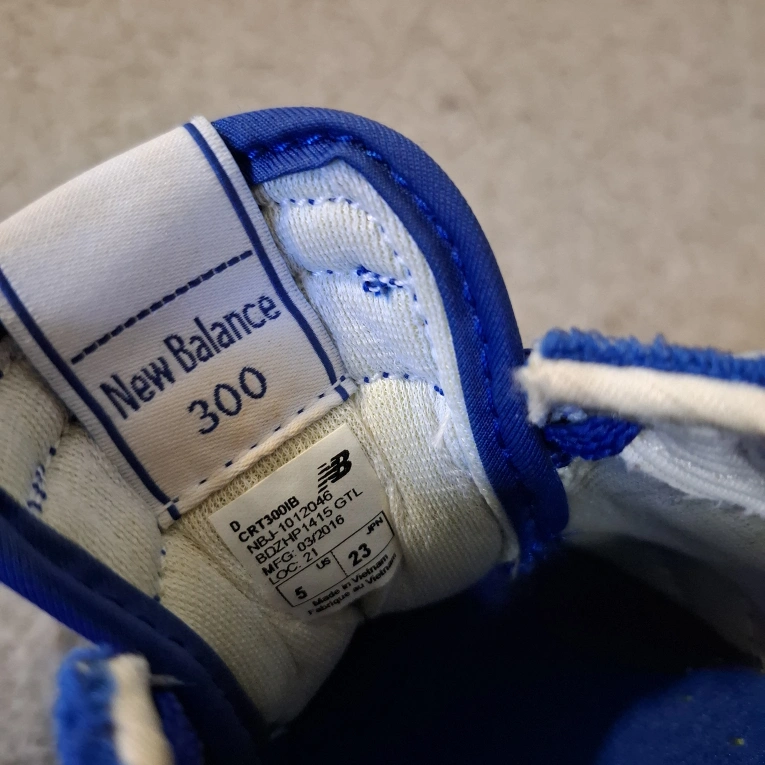 New Balance
300
NB
D
CRT300IB
NBJ-1012046
BDZHP1415 GTL
MFG: 03/2016
LOC: 21
US JPN
5 23
Made in Vietnam
Fabriqué au Vietnam